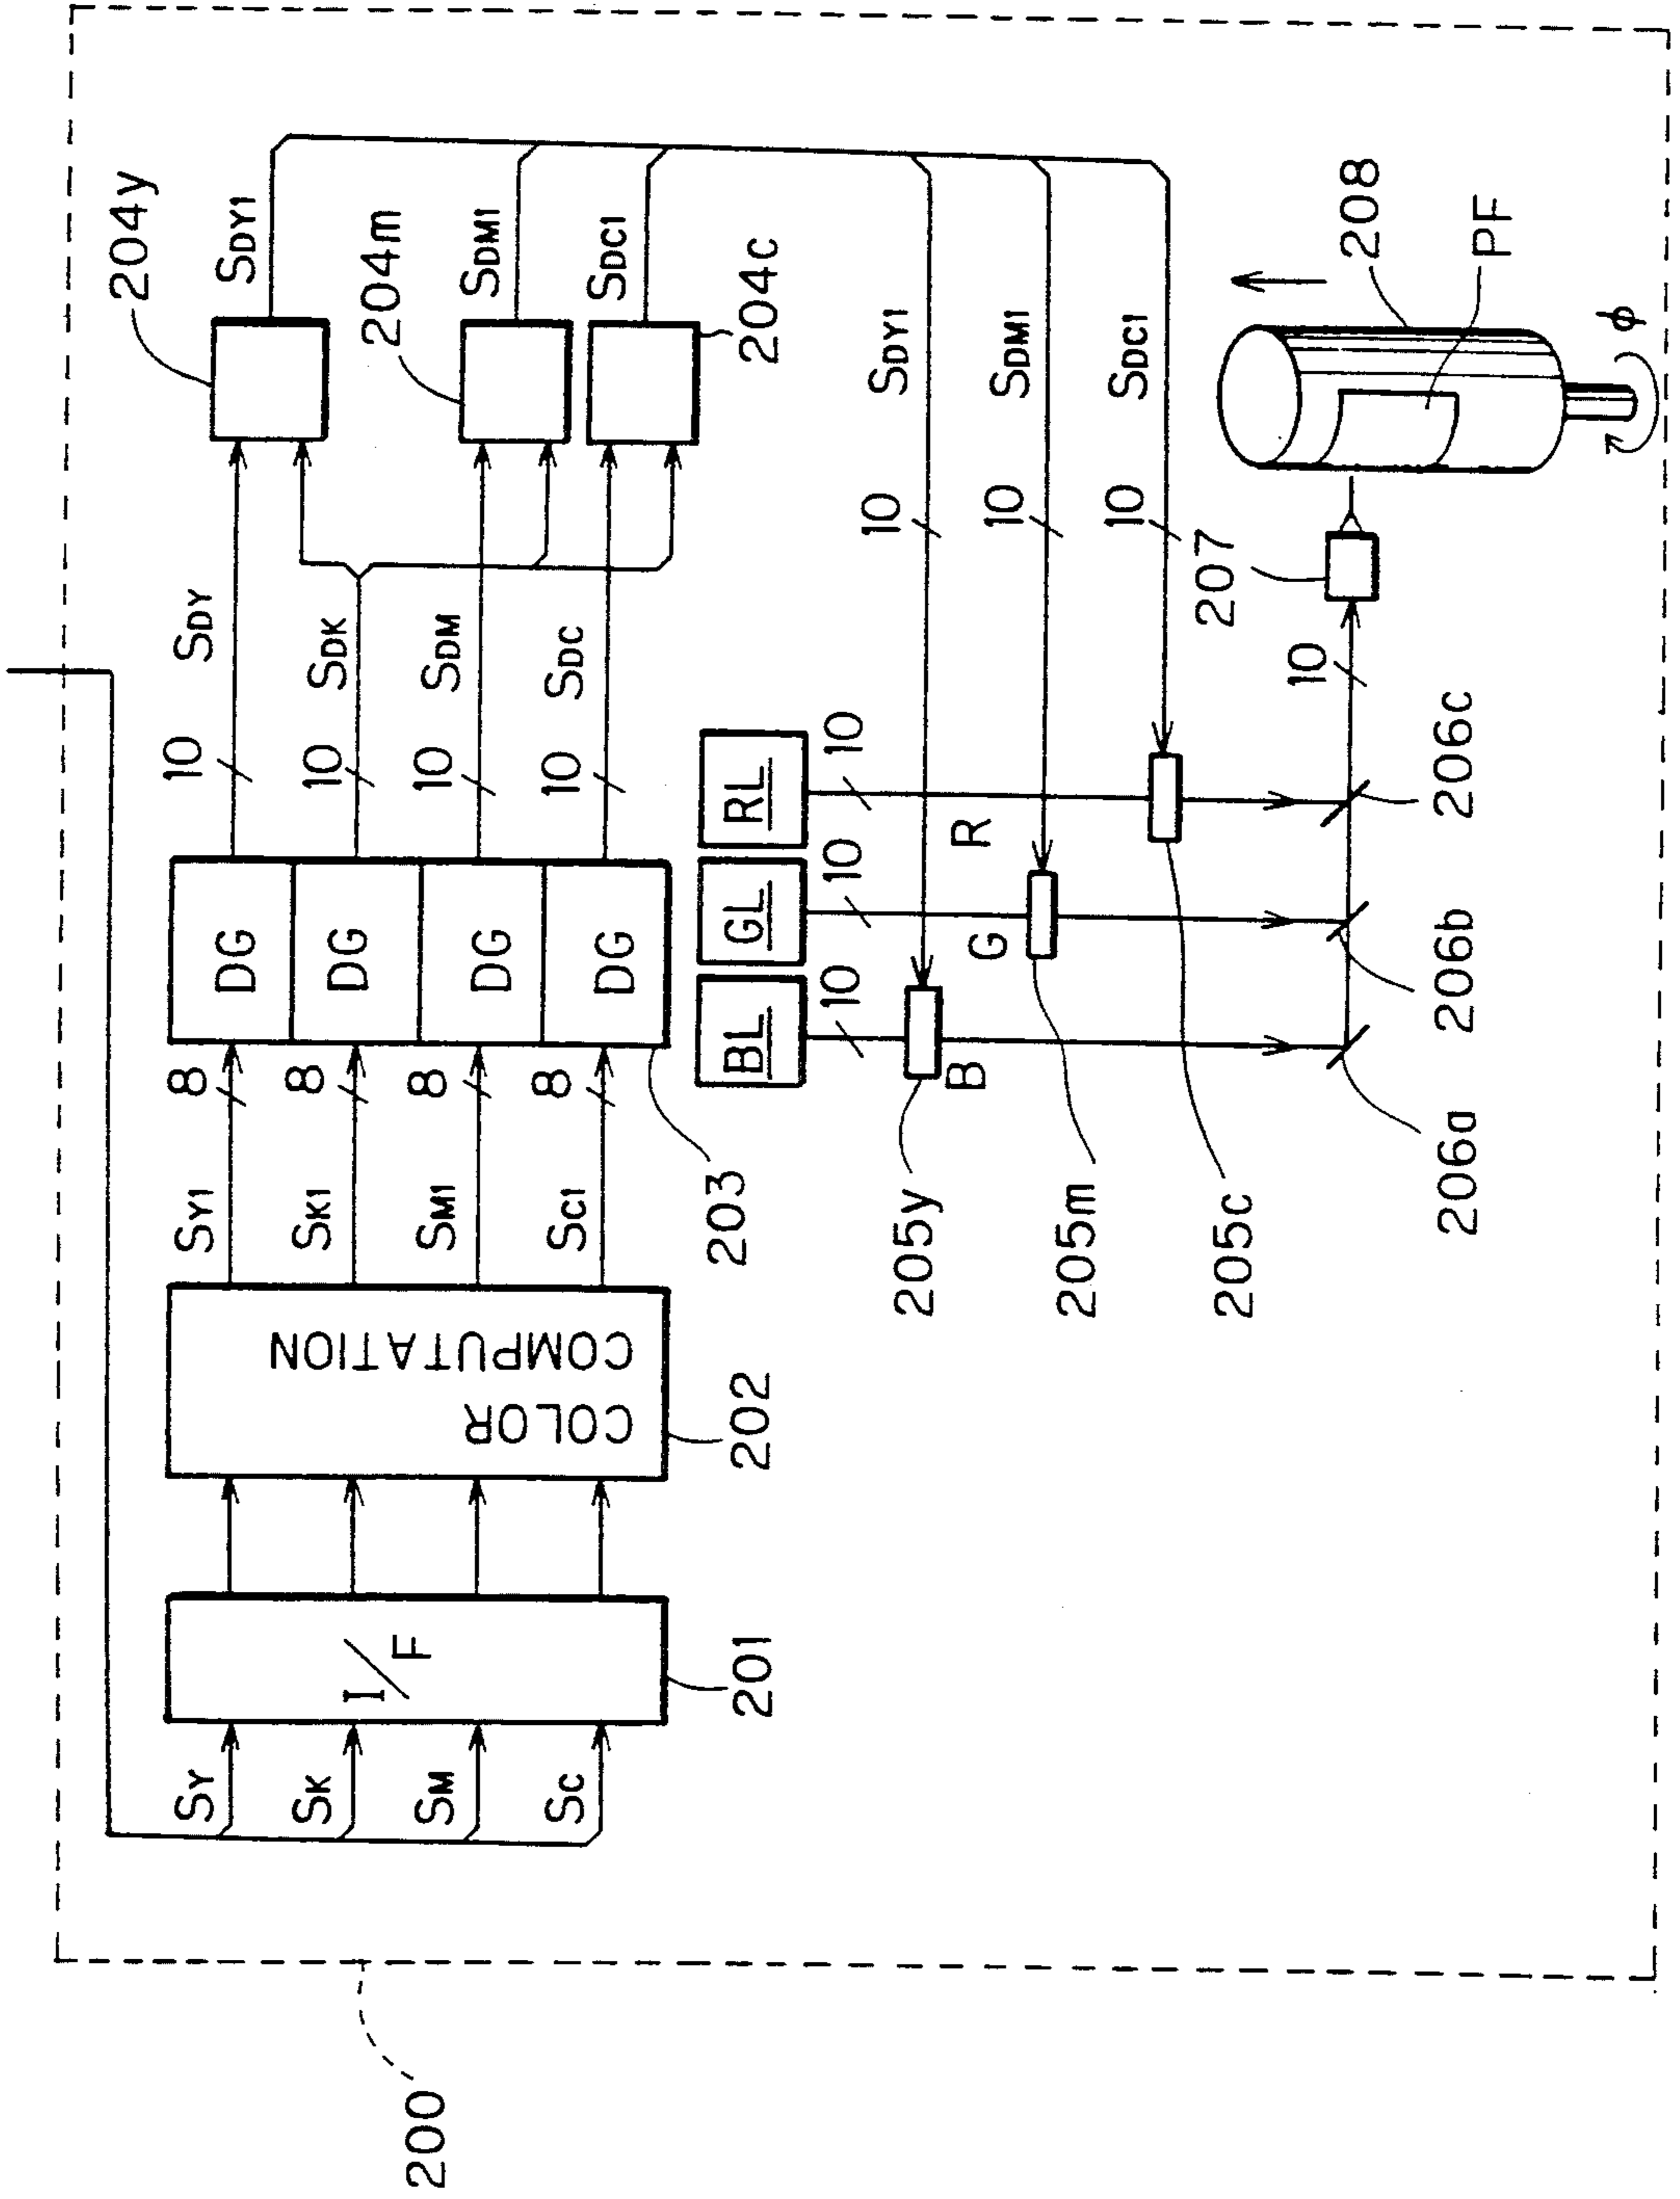 200
SY
SK
SM
SC
I/F
201
COLOR
COMPUTATION
202
SY1
SK1
SM1
SC1
8
8
8
8
DG
DG
DG
DG
203
10
10
10
10
SDY
SDK
SDM
SDC
204y
204m
204c
SDY1
SDM1
SDC1
BL
GL
RL
10
10
10
SDY1
SDM1
SDC1
10
10
10
B
G
R
205y
205m
205c
206a
206b
206c
10
207
208
PF
ϕ